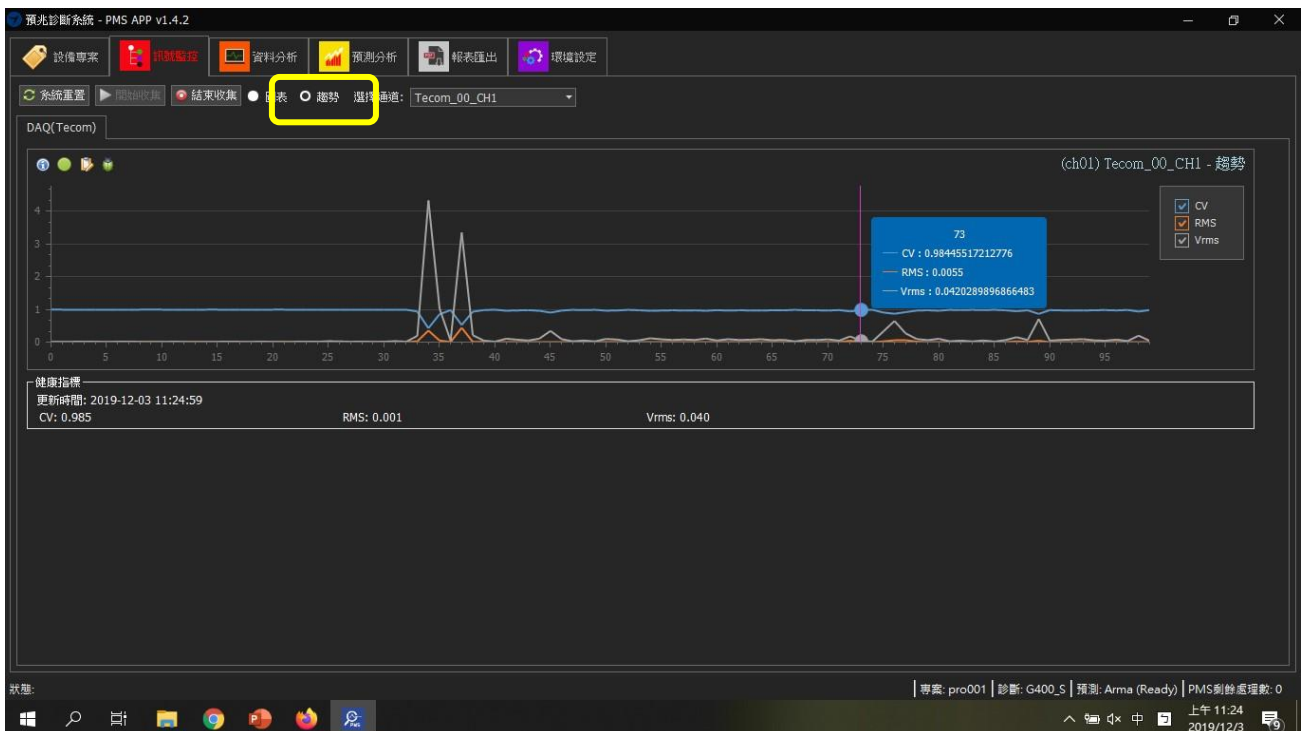 預兆診斷系統 - PMS APP v1.4.2
設備專案 訊號監控 資料分析 預測分析 報表匯出 環境設定
系統重置 開始收集 結束收集 圖表 趨勢 選擇通道: Tecom_00_CH1
DAQ(Tecom)
(ch01) Tecom_00_CH1 - 趨勢
4
3
2
1
0
0 5 10 15 20 25 30 35 40 45 50 55 60 65 70 75 80 85 90 95
73
CV : 0.98445517212776
RMS : 0.0055
Vrms : 0.0420289896866483
CV
RMS
Vrms
健康指標
更新時間: 2019-12-03 11:24:59
CV: 0.985 RMS: 0.001 Vrms: 0.040
狀態: 專案: pro001 診斷: G400_S 預測: Arma (Ready) PMS剩餘處理數: 0
中 上午 11:24
2019/12/3 9